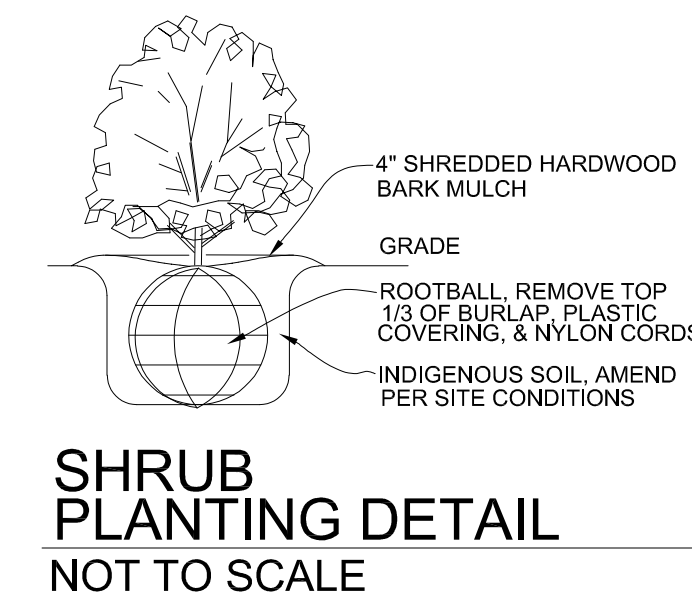 4" SHREDDED HARDWOOD
BARK MULCH
GRADE
ROOTBALL, REMOVE TOP
1/3 OF BURLAP, PLASTIC
COVERING, & NYLON CORDS
INDIGENOUS SOIL, AMEND
PER SITE CONDITIONS
SHRUB
PLANTING DETAIL
NOT TO SCALE